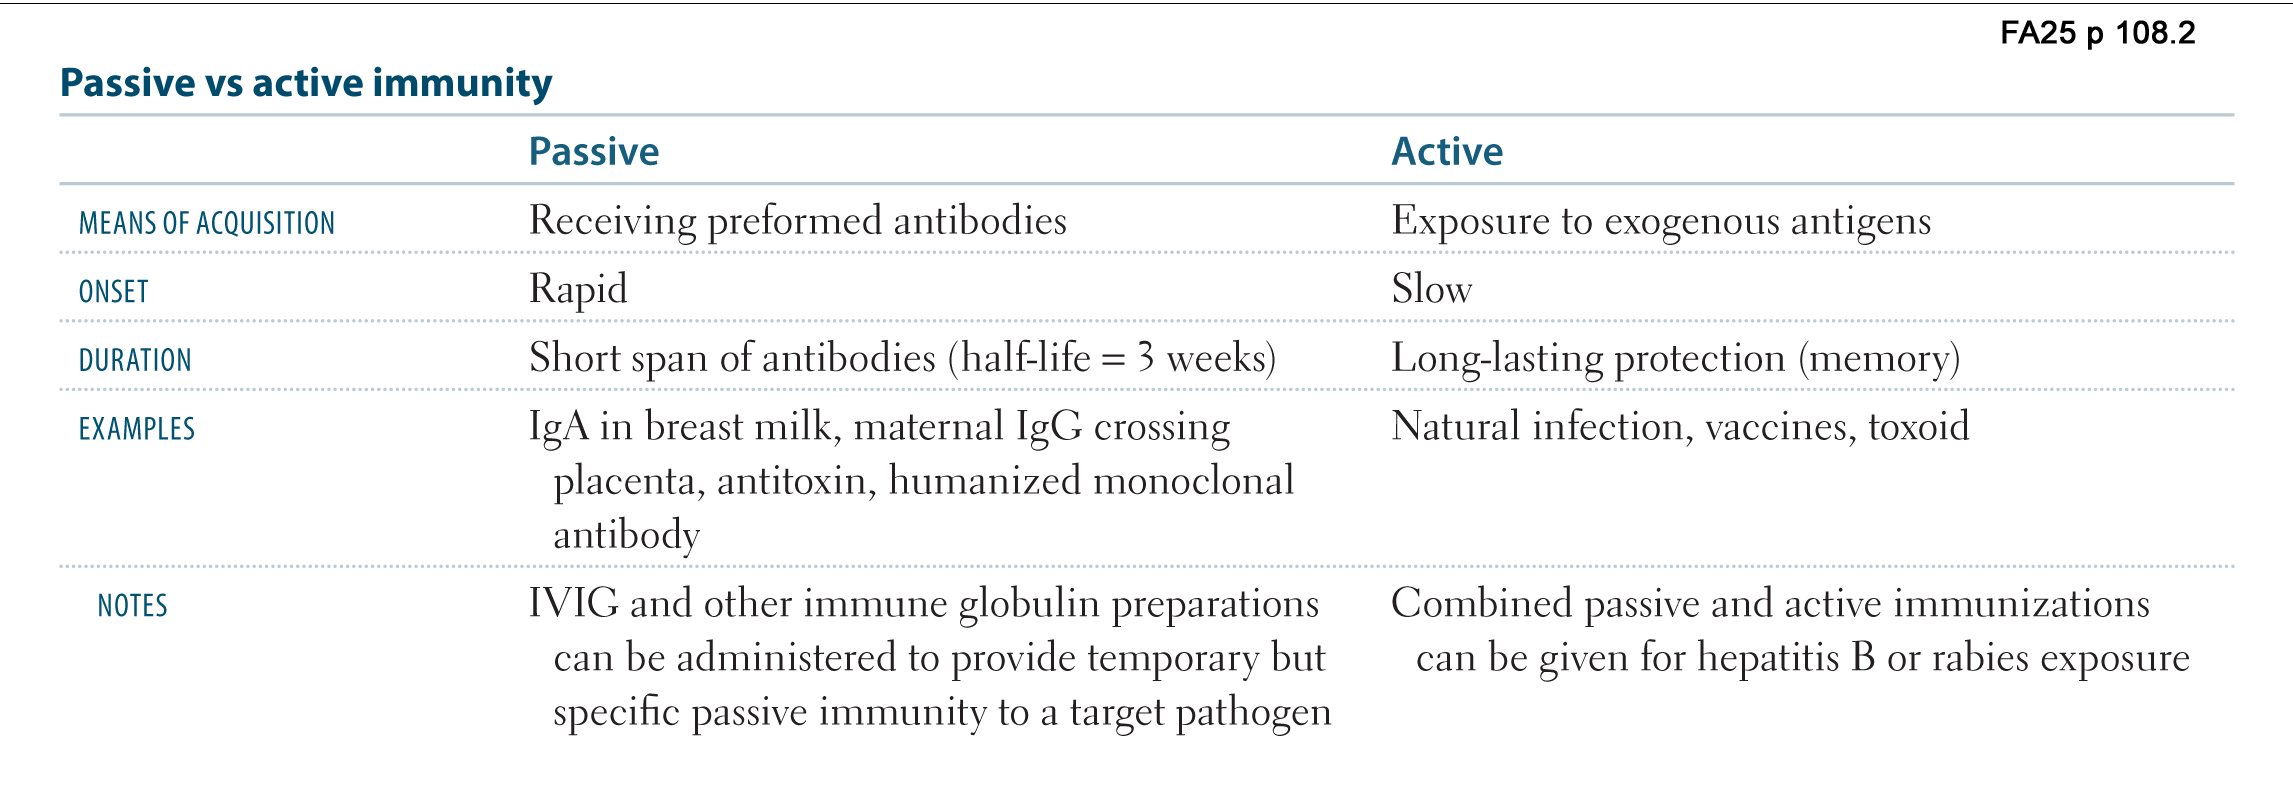 FA25 p 108.2
Passive vs active immunity
Passive Active
MEANS OF ACQUISITION Receiving preformed antibodies Exposure to exogenous antigens
ONSET Rapid Slow
DURATION Short span of antibodies (half-life = 3 weeks) Long-lasting protection (memory)
EXAMPLES IgA in breast milk, maternal IgG crossing Natural infection, vaccines, toxoid
placenta, antitoxin, humanized monoclonal
antibody
NOTES IVIG and other immune globulin preparations Combined passive and active immunizations
can be administered to provide temporary but can be given for hepatitis B or rabies exposure
specific passive immunity to a target pathogen